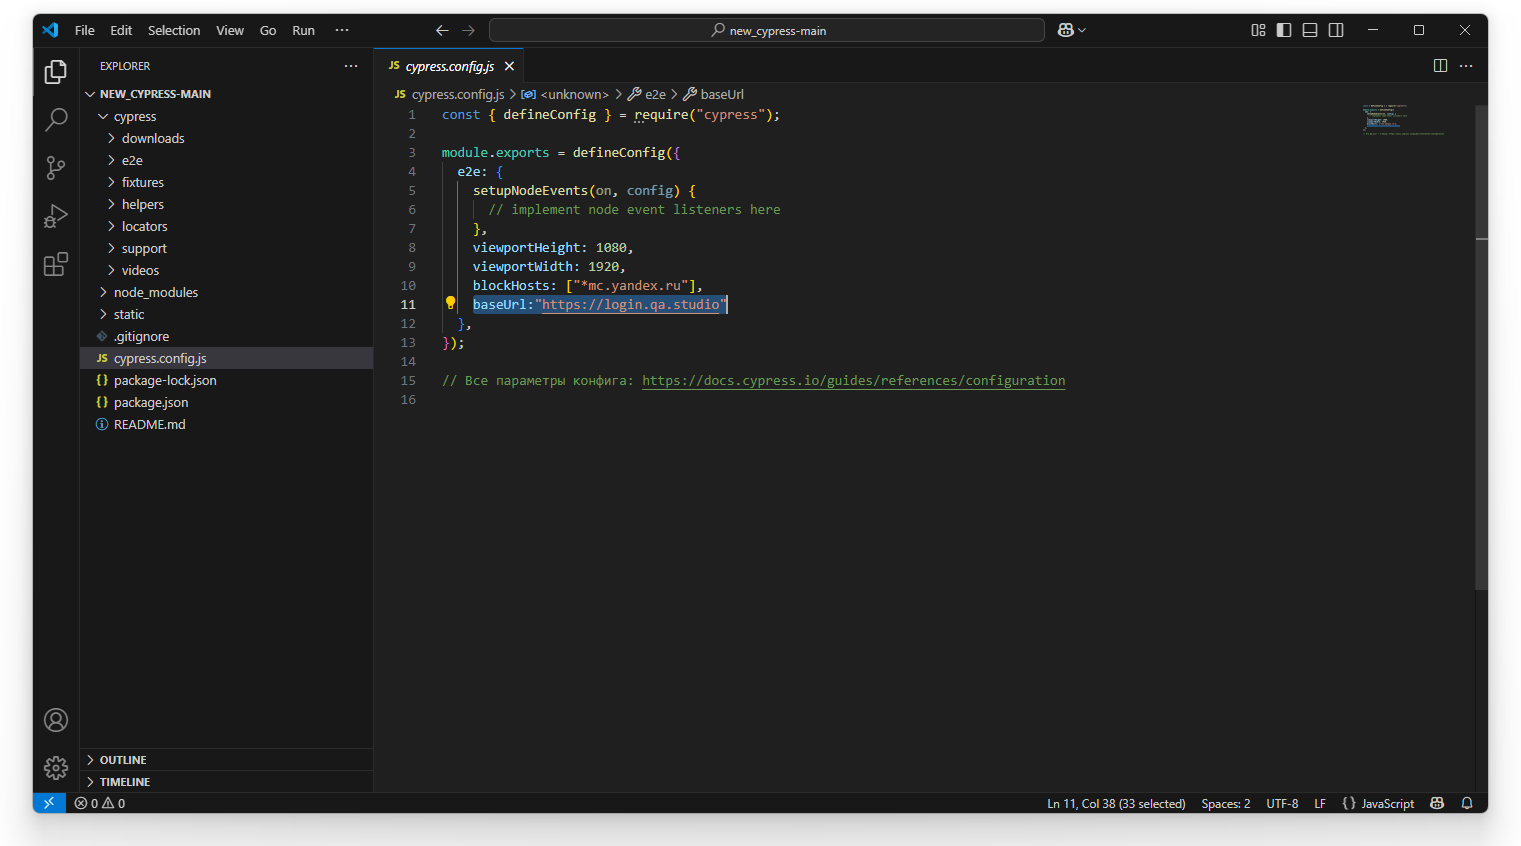 File Edit Selection View Go Run ···
new_cypress-main
EXPLORER ···
NEW_CYPRESS-MAIN
cypress
downloads
e2e
fixtures
helpers
locators
support
videos
node_modules
static
.gitignore
JS cypress.config.js
{} package-lock.json
{} package.json
README.md
OUTLINE
TIMELINE
JS cypress.config.js
JS cypress.config.js > <unknown> > e2e > baseUrl
1 const { defineConfig } = require("cypress");
2
3 module.exports = defineConfig({
4 e2e: {
5 setupNodeEvents(on, config) {
6 // implement node event listeners here
7 },
8 viewportHeight: 1080,
9 viewportWidth: 1920,
10 blockHosts: ["*mc.yandex.ru"],
11 baseUrl:"https://login.qa.studio"
12 },
13 });
14
15 // Все параметры конфига: https://docs.cypress.io/guides/references/configuration
16
0 0
Ln 11, Col 38 (33 selected) Spaces: 2 UTF-8 LF {} JavaScript